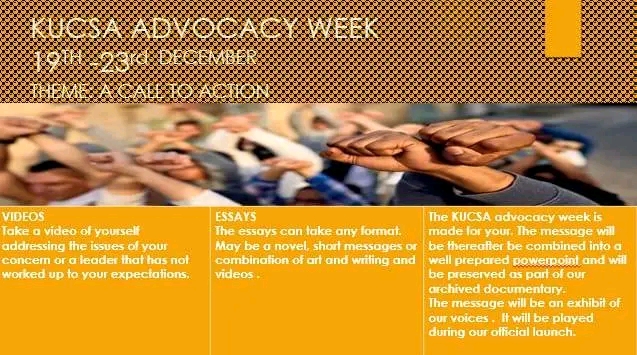 KUCSA ADVOCACY WEEK
19TH -23rd DECEMBER
THEME: A CALL TO ACTION
VIDEOS
Take a video of yourself
addressing the issues of your
concern or a leader that has not
worked up to your expectations.
ESSAYS
The essays can take any format.
May be a novel, short messages or
combination of art and writing and
videos .
The KUCSA advocacy week is
made for your. The message will
be thereafter be combined into a
well prepared powerpoint and will
be preserved as part of our
archived documentary.
The message will be an exhibit of
our voices . It will be played
during our official launch.